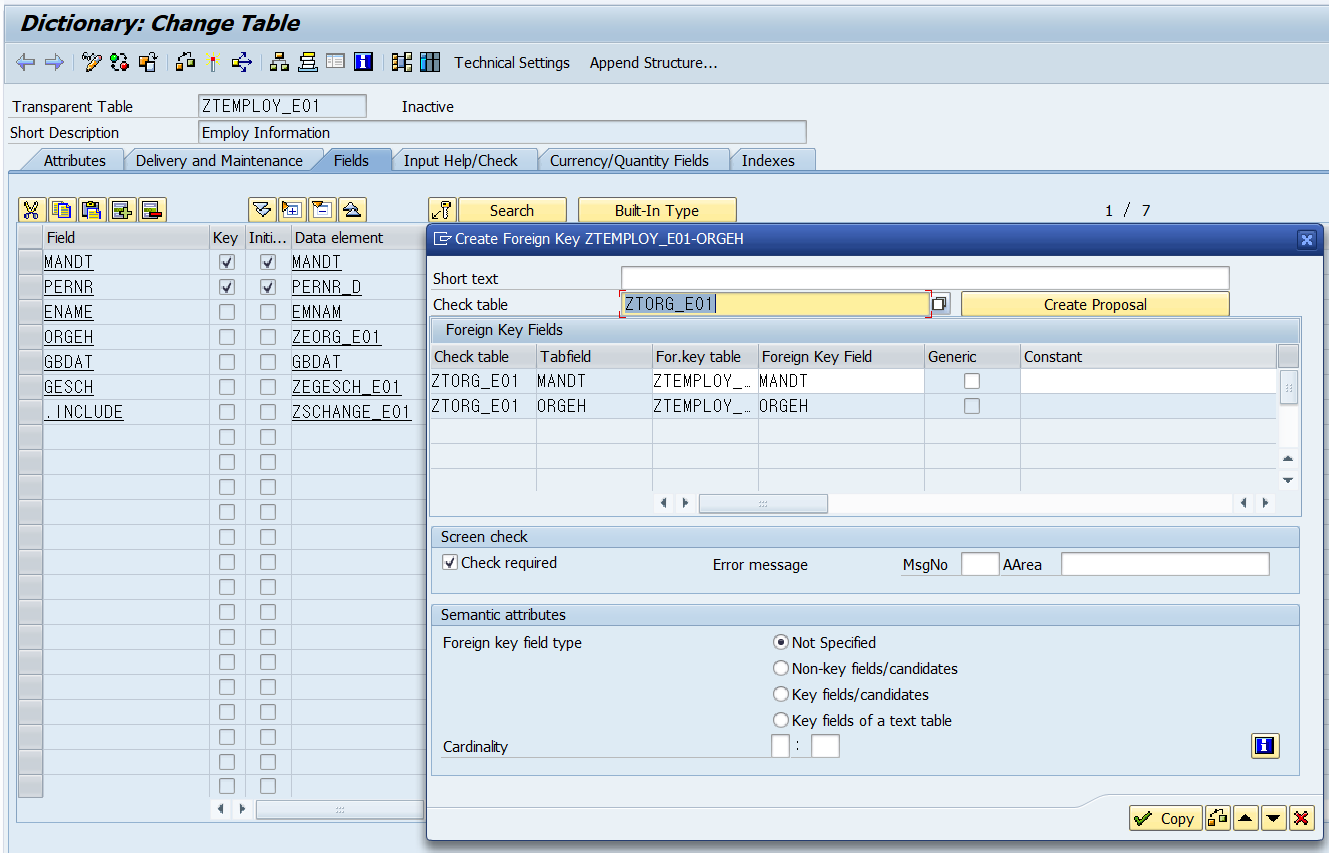 Dictionary: Change Table
Technical Settings Append Structure...
Transparent Table ZTEMPLOY_E01 Inactive
Short Description Employ Information
Attributes Delivery and Maintenance Fields Input Help/Check Currency/Quantity Fields Indexes
Search Built-In Type 1 / 7
Field Key Initi... Data element
MANDT MANDT
PERNR PERNR_D
ENAME EMNAM
ORGEH ZEORG_E01
GBDAT GBDAT
GESCH ZEGESCH_E01
.INCLUDE ZSCHANGE_E01
Create Foreign Key ZTEMPLOY_E01-ORGEH
Short text
Check table ZTORG_E01 Create Proposal
Foreign Key Fields
Check table Tabfield For.key table Foreign Key Field Generic Constant
ZTORG_E01 MANDT ZTEMPLOY_... MANDT
ZTORG_E01 ORGEH ZTEMPLOY_... ORGEH
Screen check
Check required Error message MsgNo AArea
Semantic attributes
Foreign key field type Not Specified
Non-key fields/candidates
Key fields/candidates
Key fields of a text table
Cardinality :
Copy